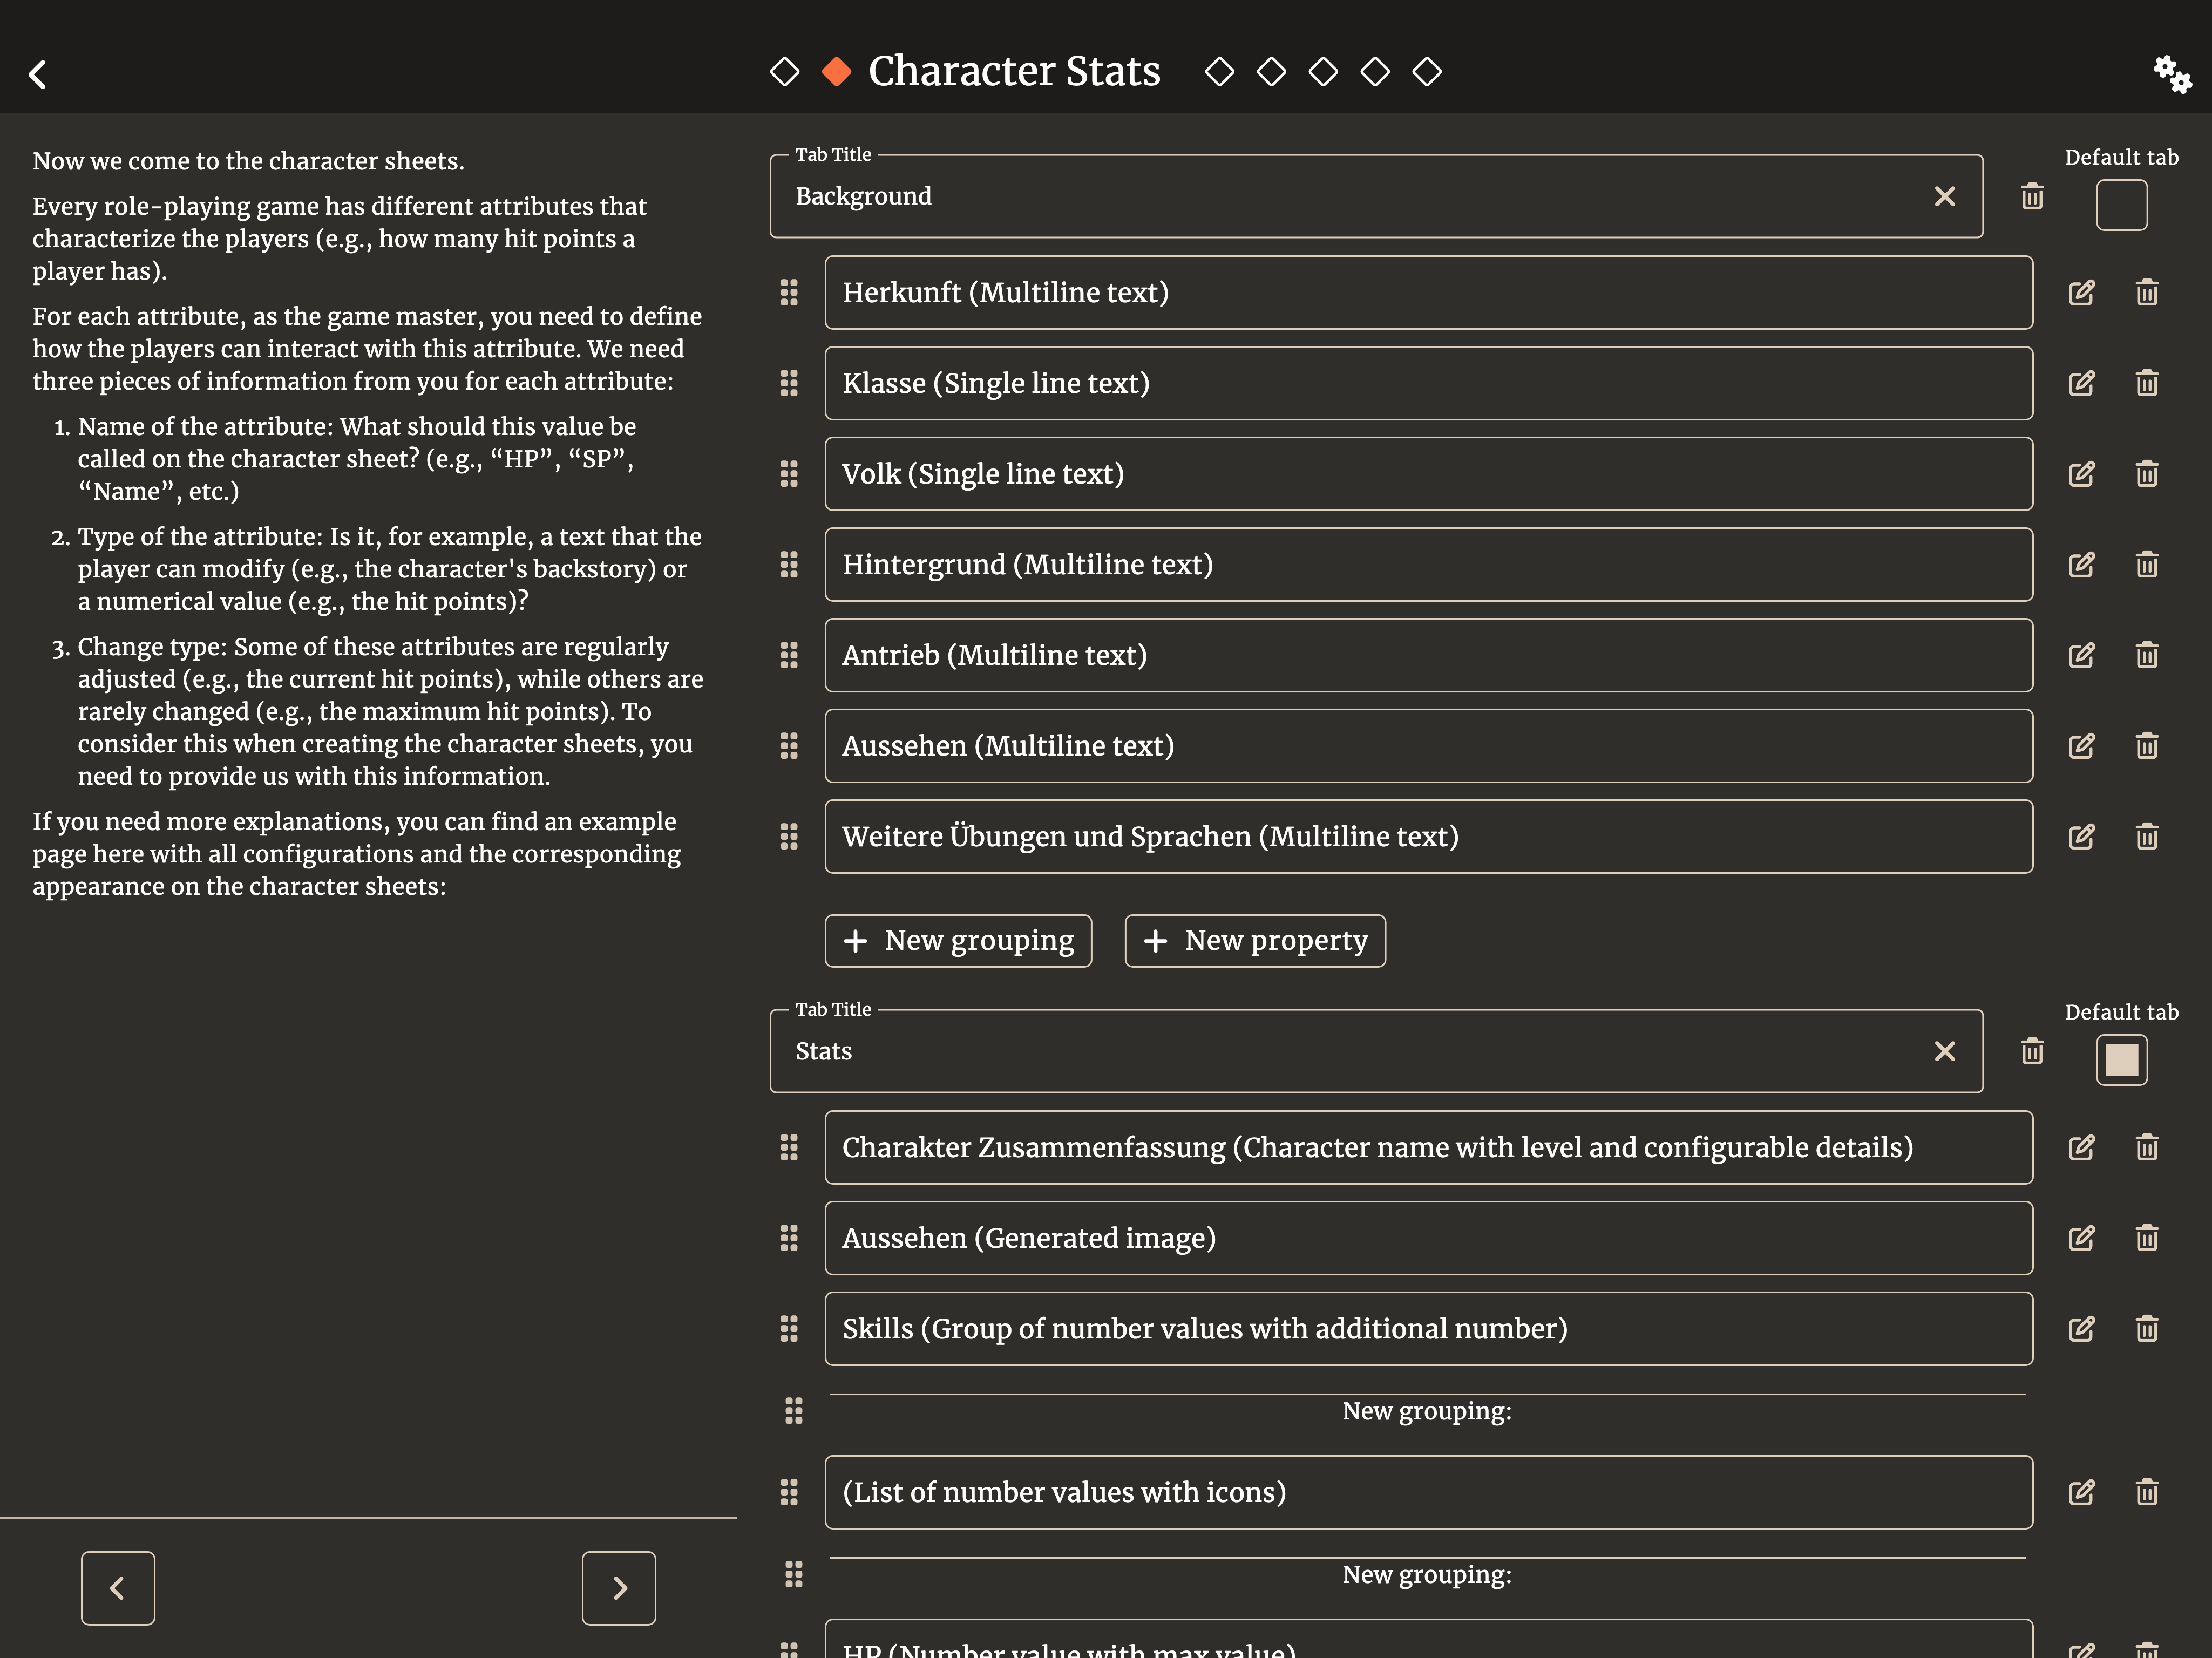 Character Stats
Now we come to the character sheets.
Every role-playing game has different attributes that
characterize the players (e.g., how many hit points a
player has).
For each attribute, as the game master, you need to define
how the players can interact with this attribute. We need
three pieces of information from you for each attribute:
1. Name of the attribute: What should this value be
called on the character sheet? (e.g., “HP”, “SP”,
“Name”, etc.)
2. Type of the attribute: Is it, for example, a text that the
player can modify (e.g., the character's backstory) or
a numerical value (e.g., the hit points)?
3. Change type: Some of these attributes are regularly
adjusted (e.g., the current hit points), while others are
rarely changed (e.g., the maximum hit points). To
consider this when creating the character sheets, you
need to provide us with this information.
If you need more explanations, you can find an example
page here with all configurations and the corresponding
appearance on the character sheets:
Tab Title
Background
Default tab
Herkunft (Multiline text)
Klasse (Single line text)
Volk (Single line text)
Hintergrund (Multiline text)
Antrieb (Multiline text)
Aussehen (Multiline text)
Weitere Übungen und Sprachen (Multiline text)
New grouping
New property
Tab Title
Stats
Default tab
Charakter Zusammenfassung (Character name with level and configurable details)
Aussehen (Generated image)
Skills (Group of number values with additional number)
New grouping:
(List of number values with icons)
New grouping:
HP (Number value with max value)